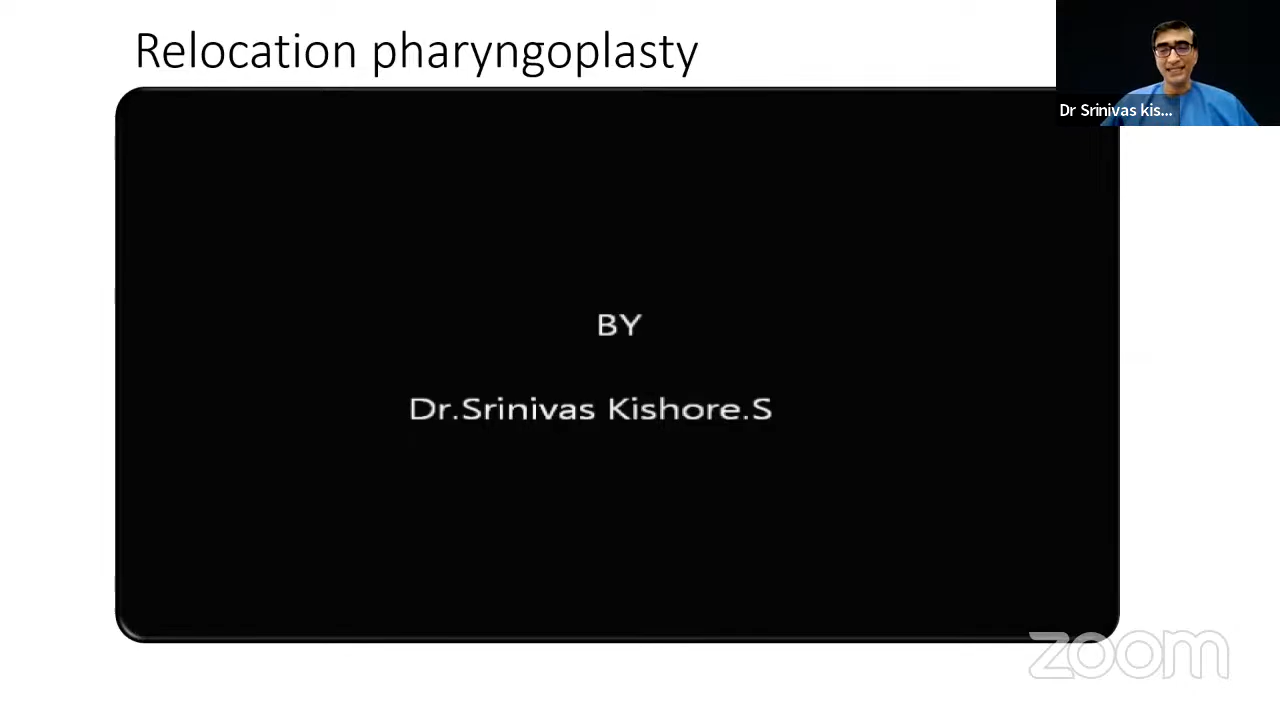 Relocation pharyngoplasty
Dr Srinivas kis...
BY
Dr.Srinivas Kishore.S
zoom